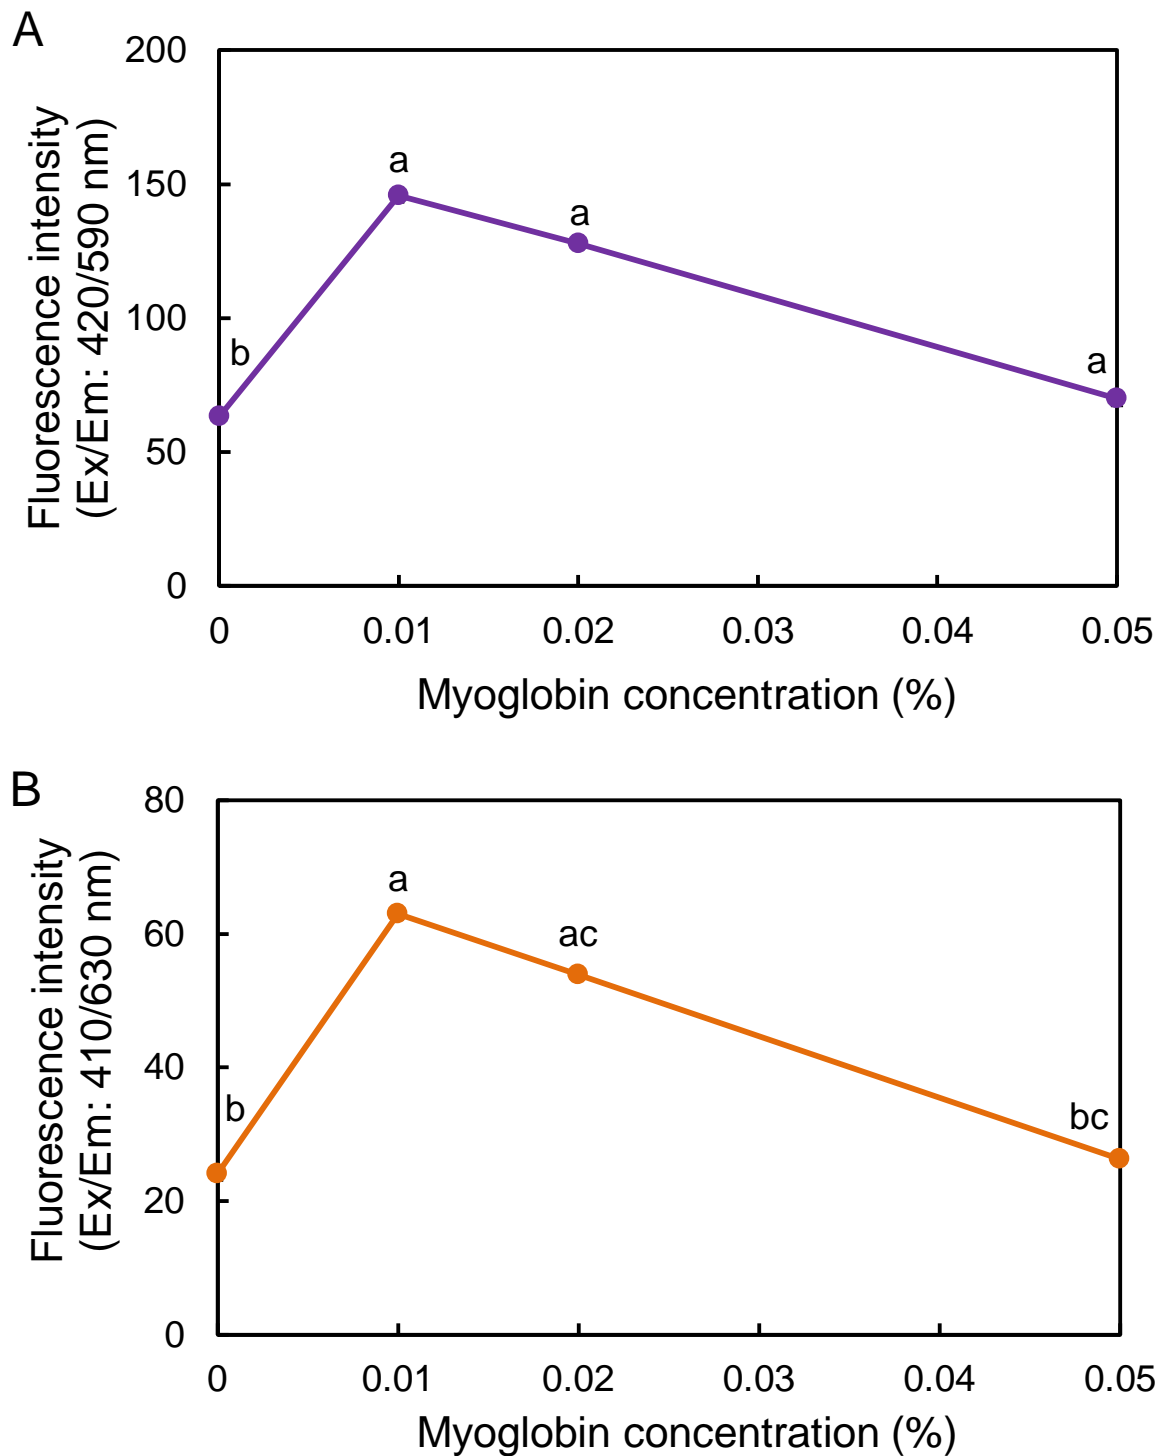 A
Fluorescence intensity
(Ex/Em: 420/590 nm)
200
150
100
50
0
b
a
a
a
0 0.01 0.02 0.03 0.04 0.05
Myoglobin concentration (%)
B
Fluorescence intensity
(Ex/Em: 410/630 nm)
80
60
40
20
0
b
a
ac
bc
0 0.01 0.02 0.03 0.04 0.05
Myoglobin concentration (%)